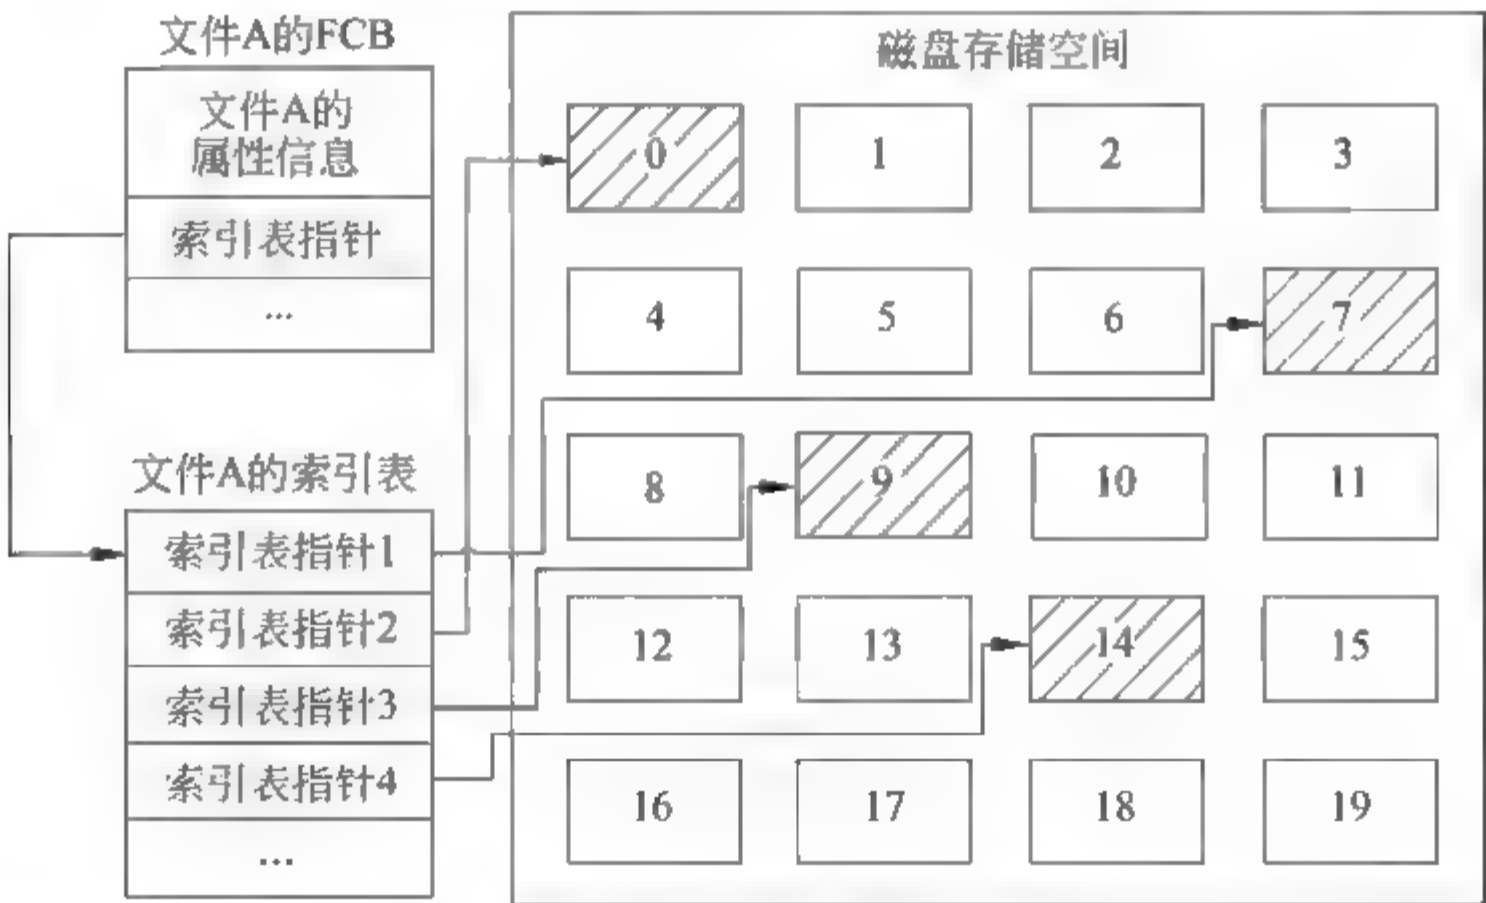 文件A的FCB
文件A的
属性信息
索引表指针
...
文件A的索引表
索引表指针1
索引表指针2
索引表指针3
索引表指针4
...
磁盘存储空间
0 1 2 3
4 5 6 7
8 9 10 11
12 13 14 15
16 17 18 19